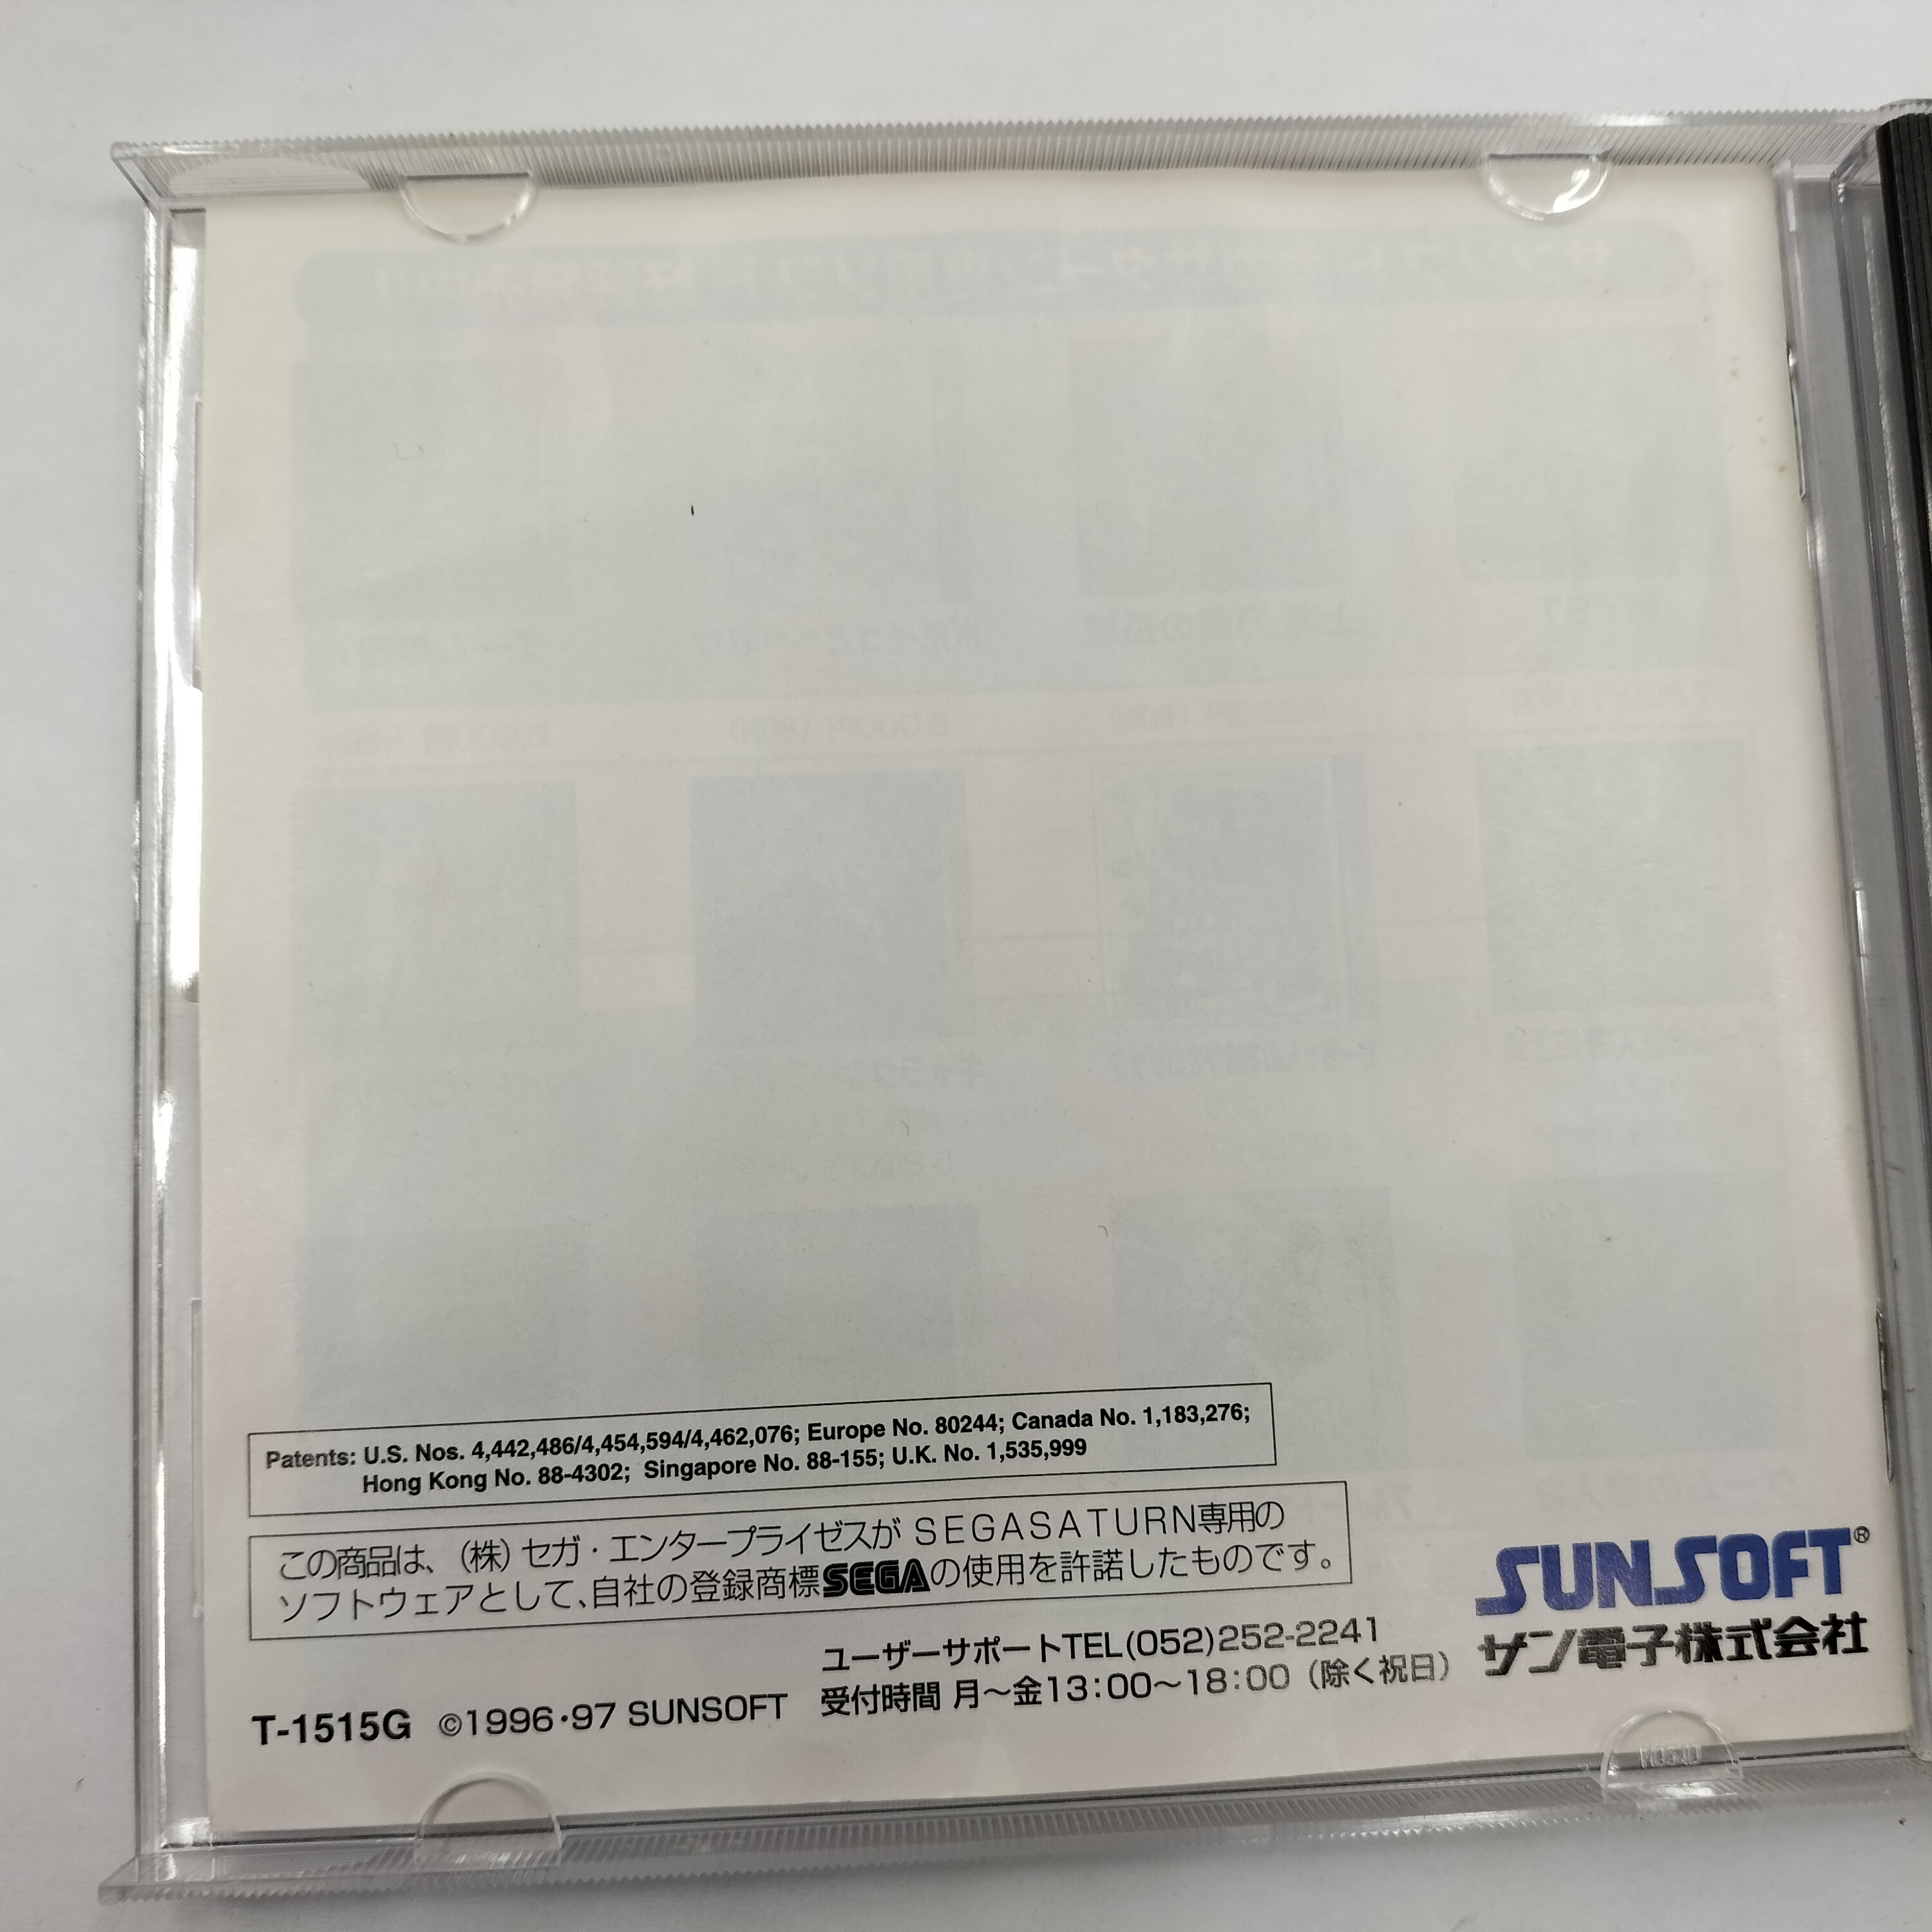 Patents: U.S. Nos. 4,442,486/4,454,594/4,462,076; Europe No. 80244; Canada No. 1,183,276;
Hong Kong No. 88-4302; Singapore No. 88-155; U.K. No. 1,535,999
この商品は、(株)セガ・エンタープライゼスが SEGASATURN専用の
ソフトウェアとして、自社の登録商標SEGAの使用を許諾したものです。
SUNSOFT®
サン電子株式会社
ユーザーサポートTEL(052)252-2241
受付時間 月〜金13:00〜18:00（除く祝日）
T-1515G ©1996・97 SUNSOFT